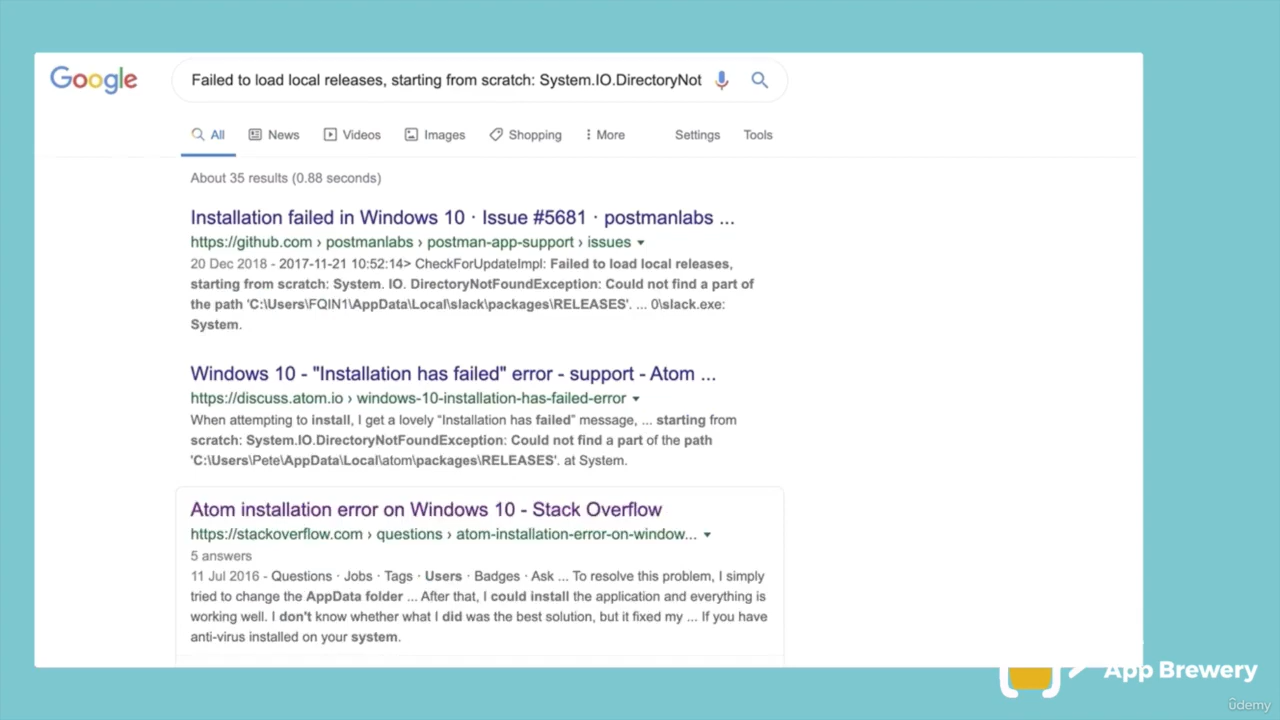 Google
Failed to load local releases, starting from scratch: System.IO.DirectoryNot
All News Videos Images Shopping More Settings Tools
About 35 results (0.88 seconds)
Installation failed in Windows 10 · Issue #5681 · postmanlabs ...
https://github.com › postmanlabs › postman-app-support › issues
20 Dec 2018 - 2017-11-21 10:52:14> CheckForUpdateImpl: Failed to load local releases,
starting from scratch: System. IO. DirectoryNotFoundException: Could not find a part of
the path 'C:\Users\FQIN1\AppData\Local\slack\packages\RELEASES'. ... 0\slack.exe:
System.
Windows 10 - "Installation has failed" error - support - Atom ...
https://discuss.atom.io › windows-10-installation-has-failed-error
When attempting to install, I get a lovely “Installation has failed” message, ... starting from
scratch: System.IO.DirectoryNotFoundException: Could not find a part of the path
'C:\Users\Pete\AppData\Local\atom\packages\RELEASES'. at System.
Atom installation error on Windows 10 - Stack Overflow
https://stackoverflow.com › questions › atom-installation-error-on-window...
5 answers
11 Jul 2016 - Questions · Jobs · Tags · Users · Badges · Ask ... To resolve this problem, I simply
tried to change the AppData folder ... After that, I could install the application and everything is
working well. I don't know whether what I did was the best solution, but it fixed my ... If you have
anti-virus installed on your system.
App Brewery
ûdemy